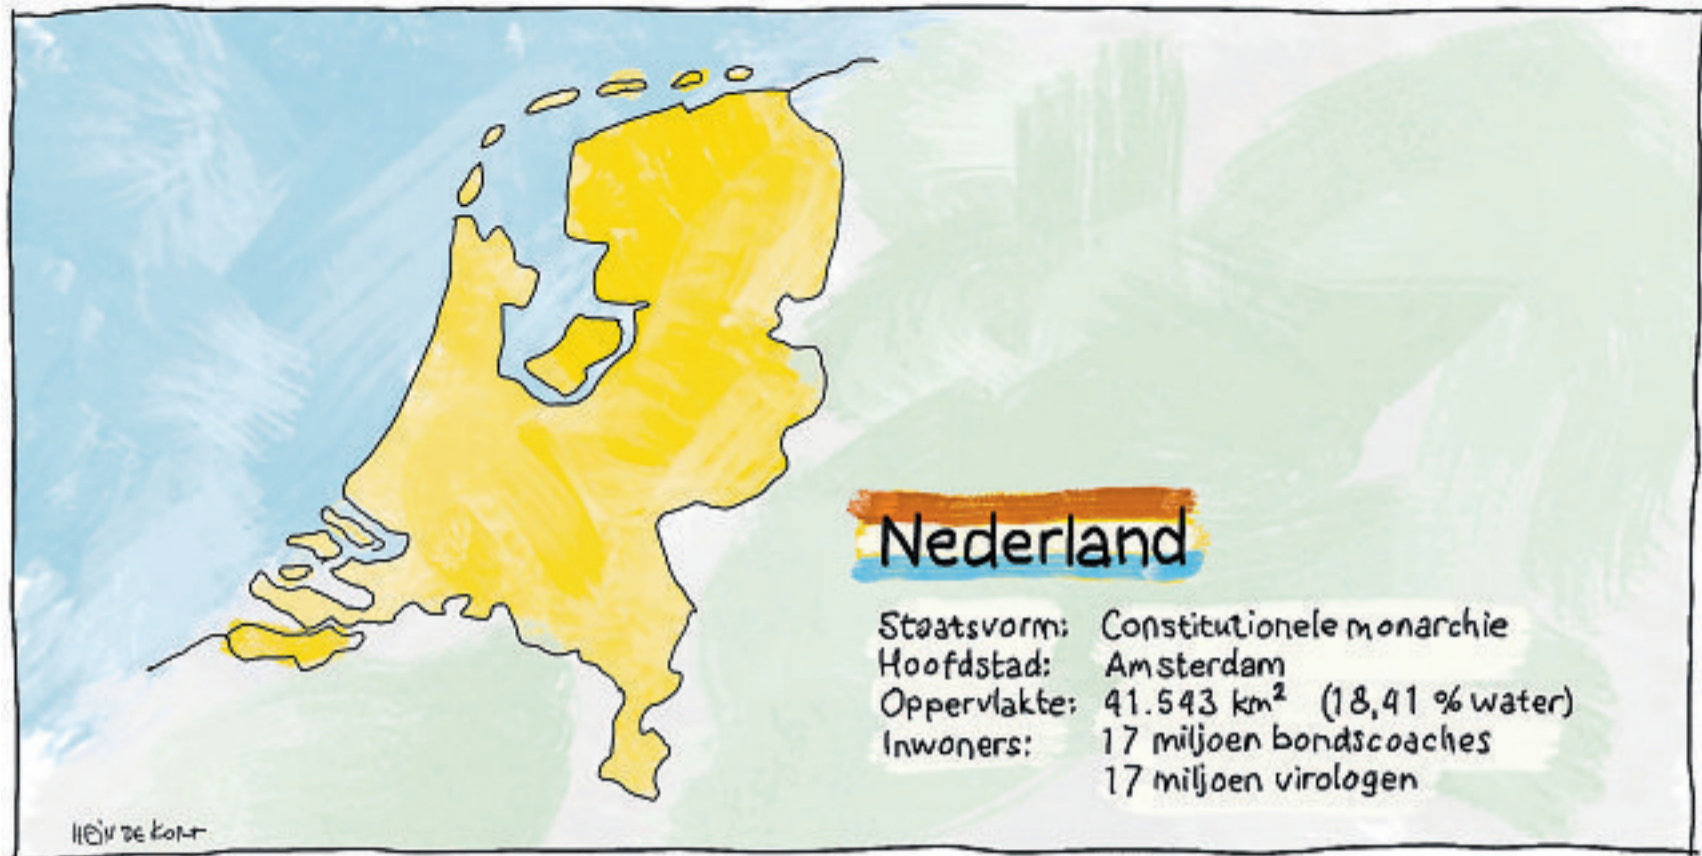 Nederland
Staatsvorm: Constitutionele monarchie
Hoofdstad: Amsterdam
Oppervlakte: 41.543 km² (18,41 % water)
Inwoners: 17 miljoen bondscoaches
17 miljoen virologen
HEIN DE KORT